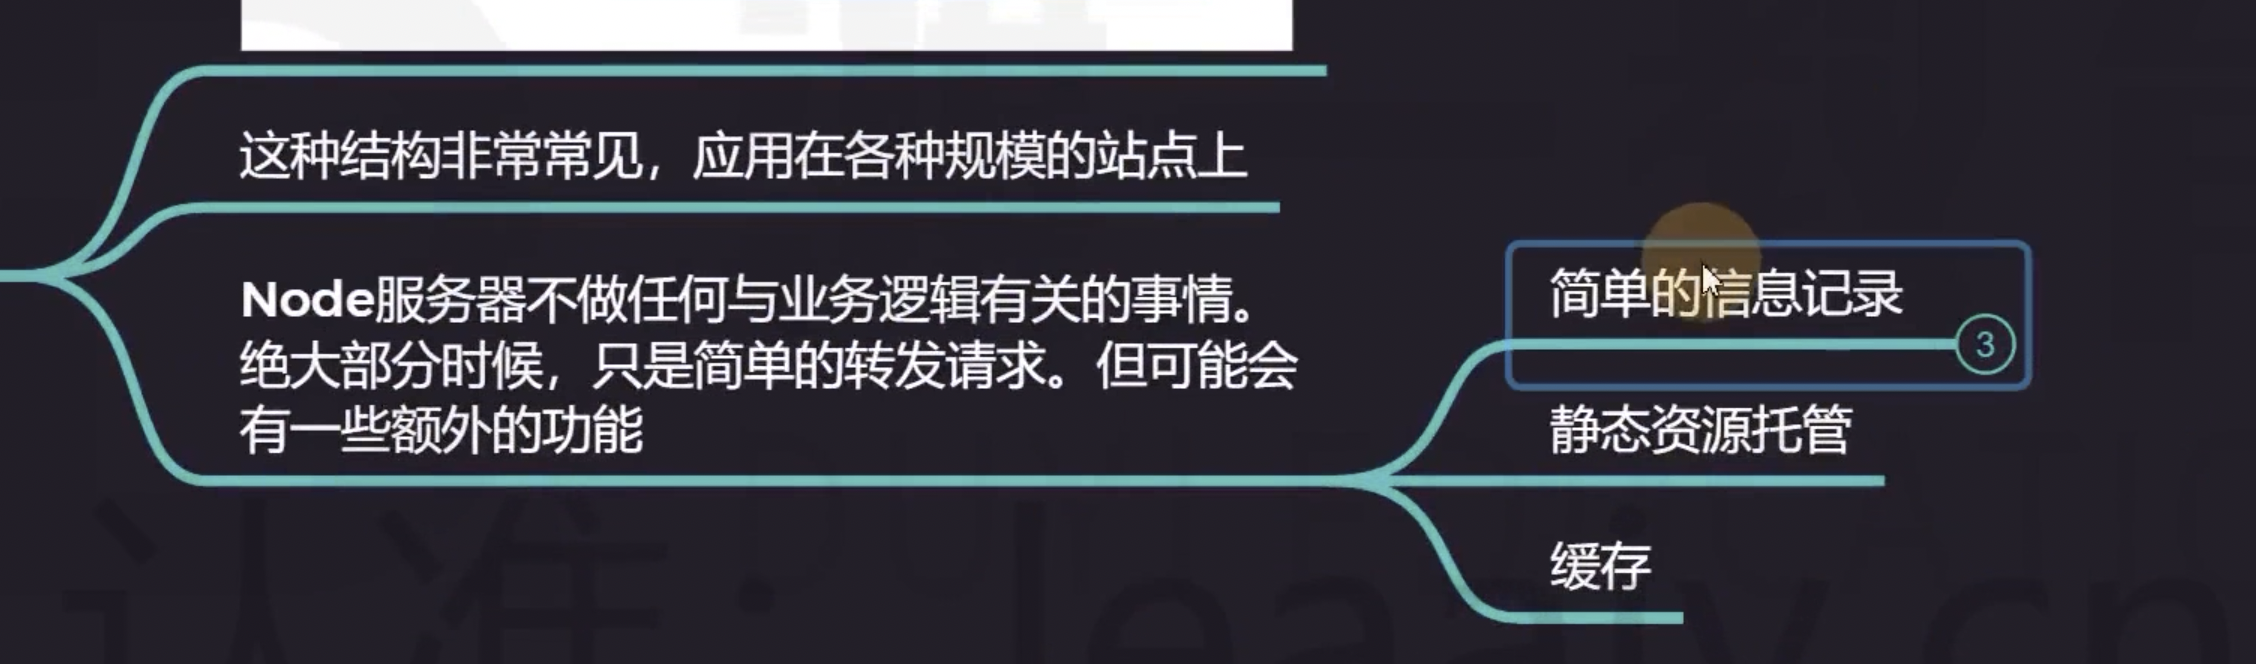 这种结构非常常见，应用在各种规模的站点上
Node服务器不做任何与业务逻辑有关的事情。
绝大部分时候，只是简单的转发请求。但可能会
有一些额外的功能
简单的信息记录
3
静态资源托管
缓存